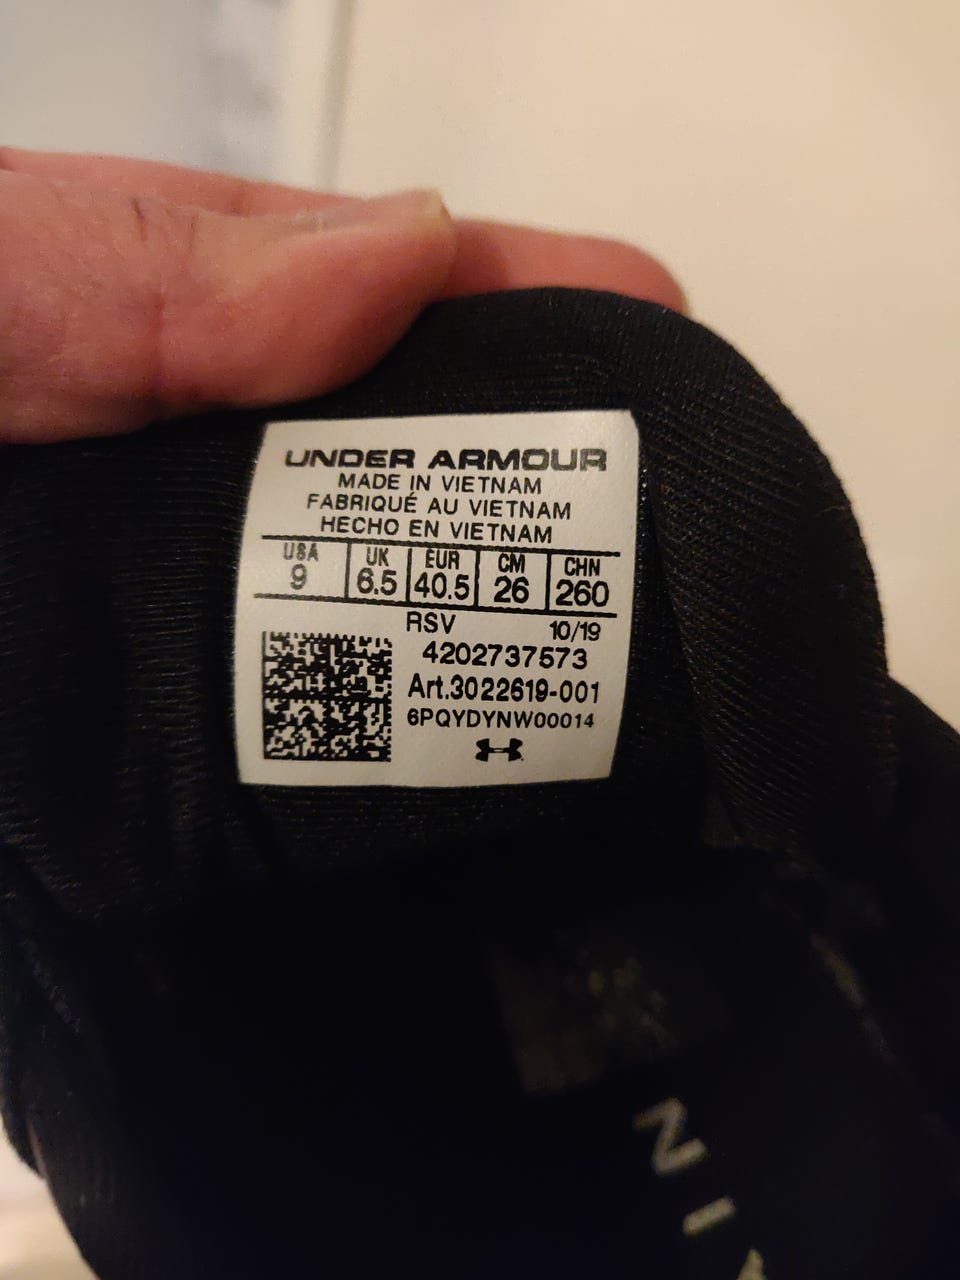 UNDER ARMOUR
MADE IN VIETNAM
FABRIQUÉ AU VIETNAM
HECHO EN VIETNAM
USA UK EUR CM CHN
9 6.5 40.5 26 260
RSV 10/19
4202737573
Art.3022619-001
6PQYDYNW00014